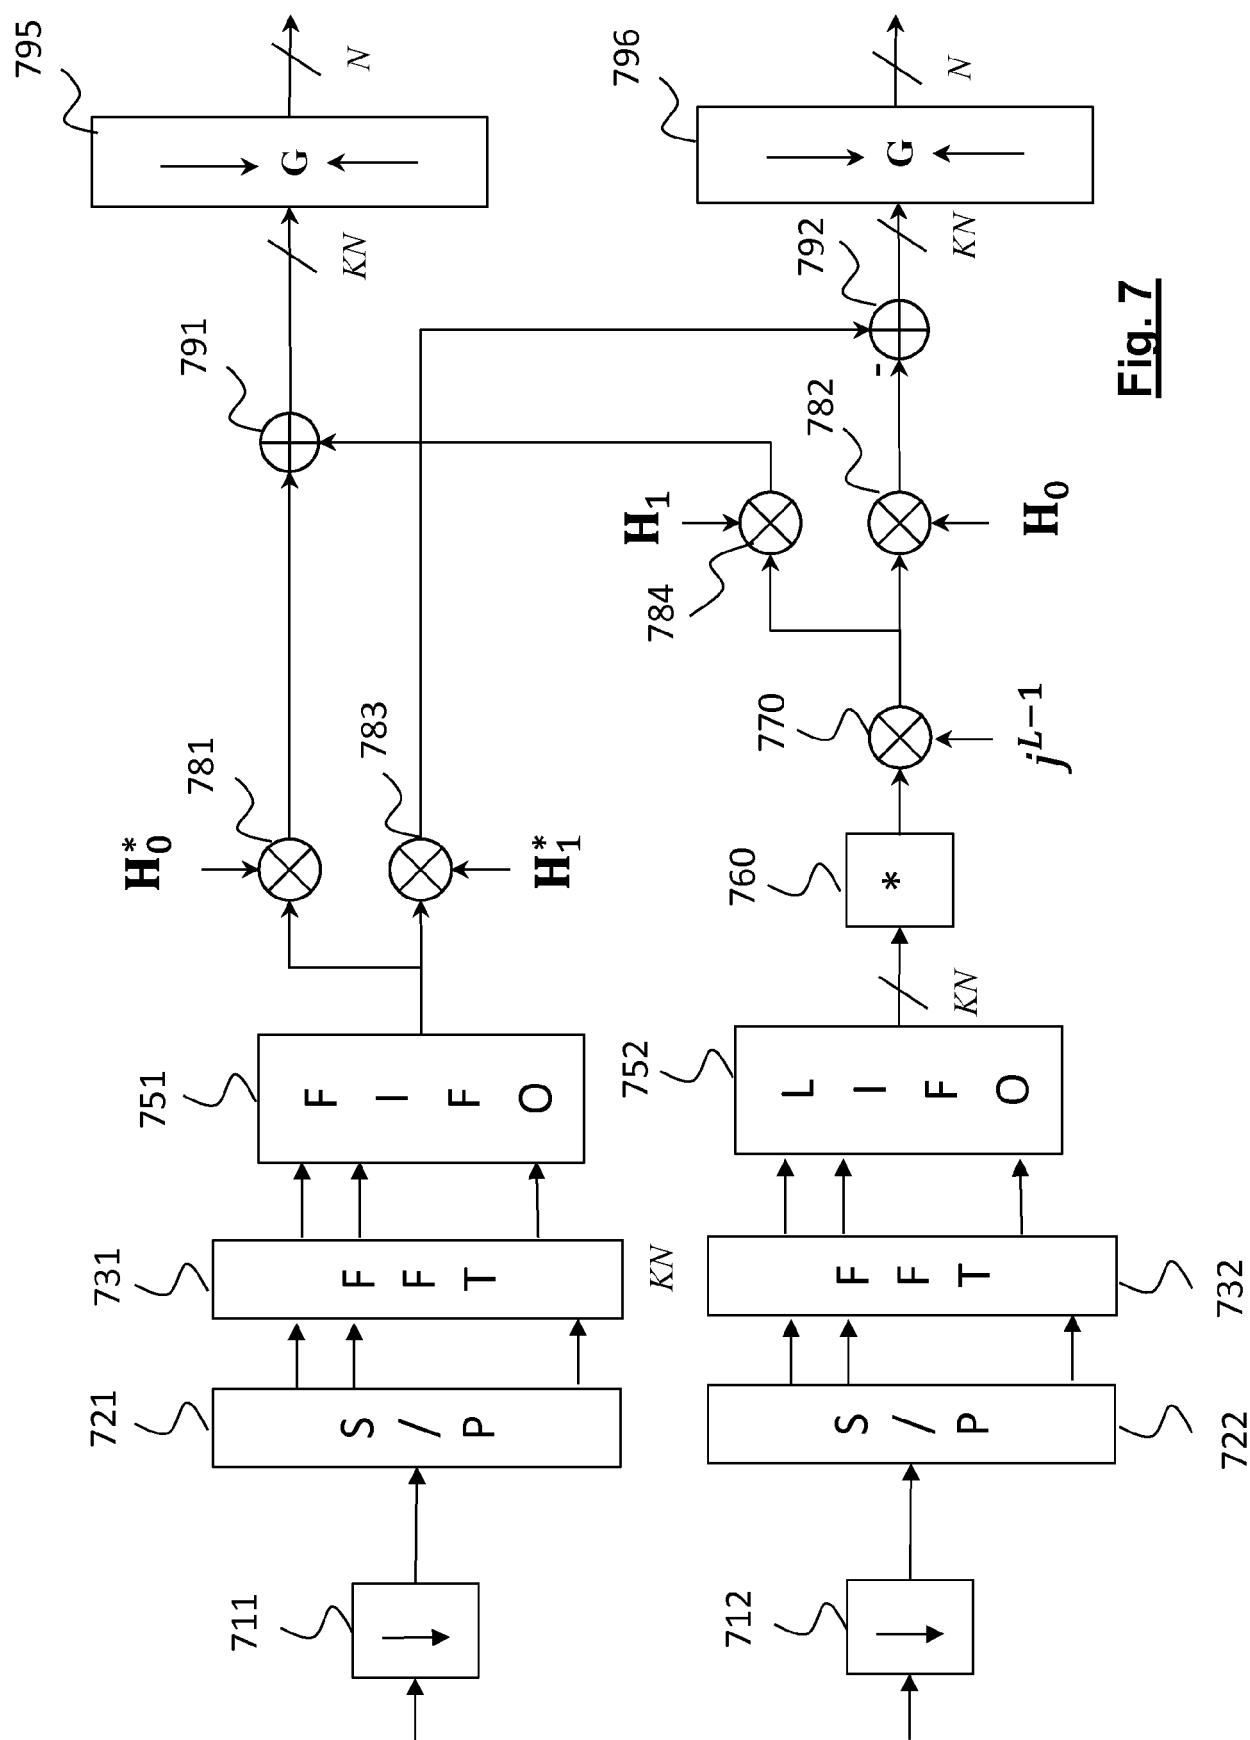 795
N
G
KN
791
H₀*
781
783
H₁*
751
F I F O
731
F F T
KN
721
S / P
711
796
N
G
KN
792
-
782
H₁
784
H₀
770
j^{L−1}
760
*
KN
752
L I F O
F F T
732
S / P
722
712
Fig. 7